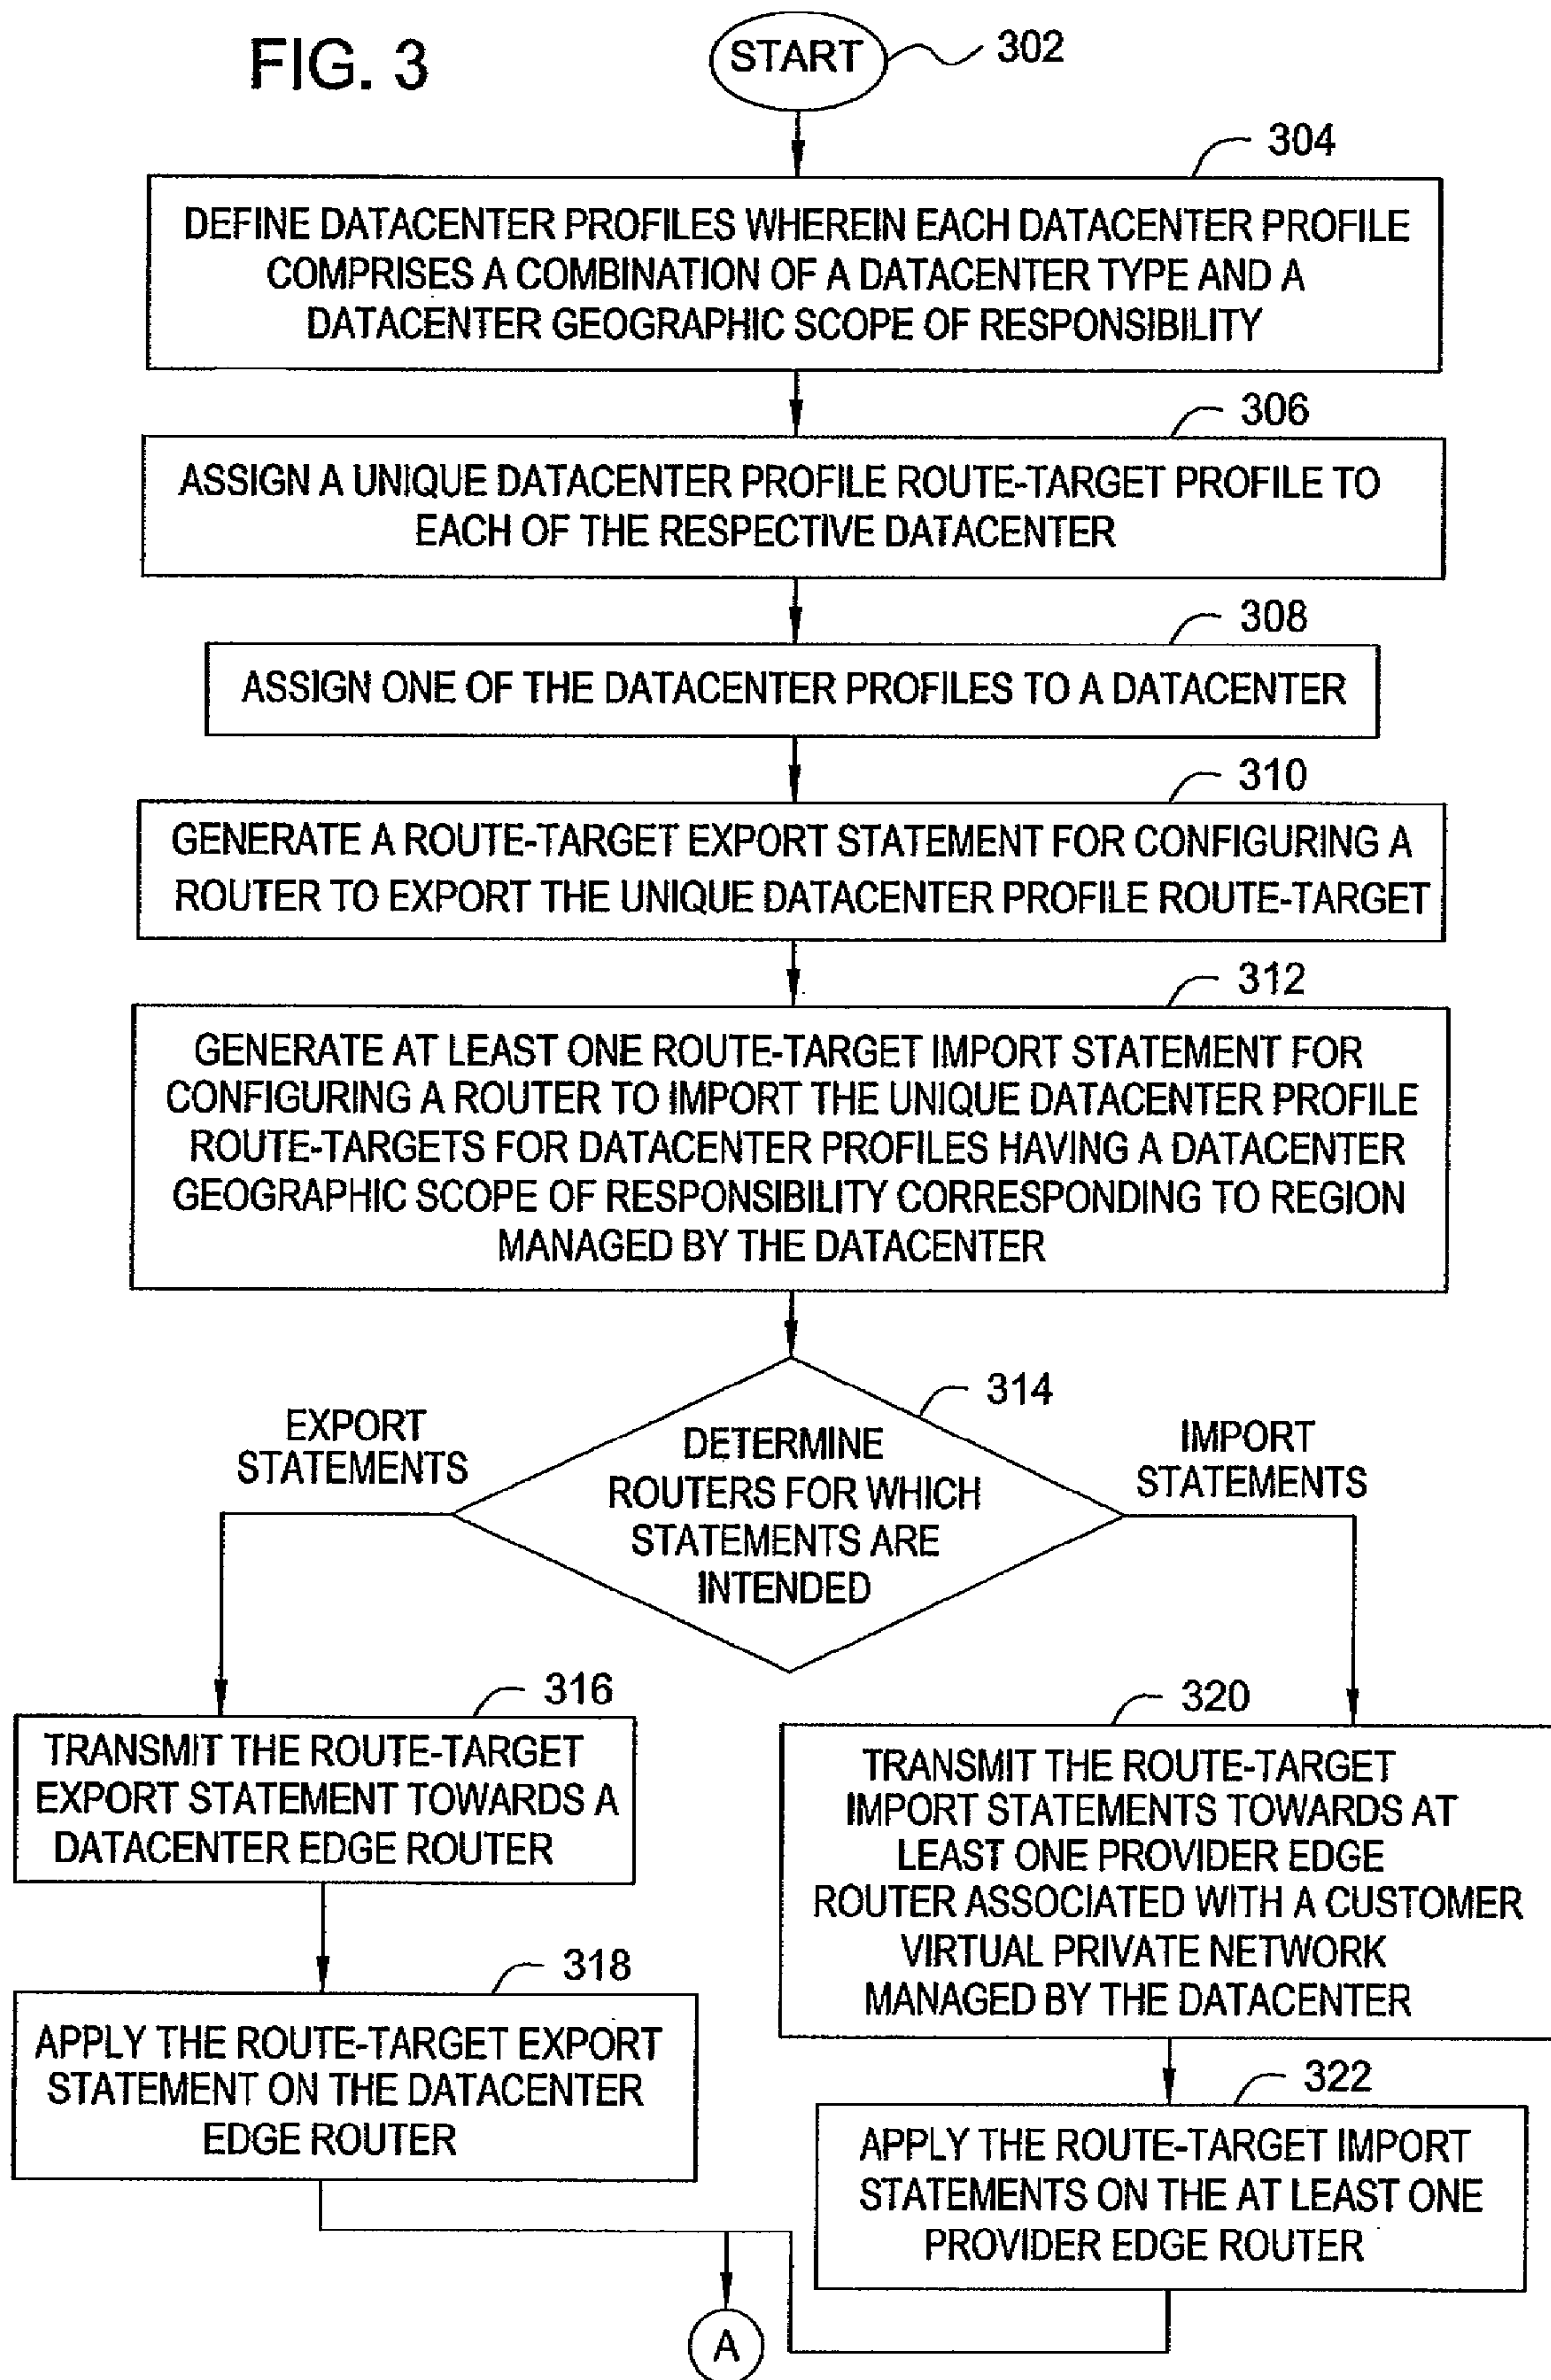 FIG. 3
START
302
304
DEFINE DATACENTER PROFILES WHEREIN EACH DATACENTER PROFILE
COMPRISES A COMBINATION OF A DATACENTER TYPE AND A
DATACENTER GEOGRAPHIC SCOPE OF RESPONSIBILITY
306
ASSIGN A UNIQUE DATACENTER PROFILE ROUTE-TARGET PROFILE TO
EACH OF THE RESPECTIVE DATACENTER
308
ASSIGN ONE OF THE DATACENTER PROFILES TO A DATACENTER
310
GENERATE A ROUTE-TARGET EXPORT STATEMENT FOR CONFIGURING A
ROUTER TO EXPORT THE UNIQUE DATACENTER PROFILE ROUTE-TARGET
312
GENERATE AT LEAST ONE ROUTE-TARGET IMPORT STATEMENT FOR
CONFIGURING A ROUTER TO IMPORT THE UNIQUE DATACENTER PROFILE
ROUTE-TARGETS FOR DATACENTER PROFILES HAVING A DATACENTER
GEOGRAPHIC SCOPE OF RESPONSIBILITY CORRESPONDING TO REGION
MANAGED BY THE DATACENTER
314
DETERMINE
ROUTERS FOR WHICH
STATEMENTS ARE
INTENDED
EXPORT
STATEMENTS
IMPORT
STATEMENTS
316
TRANSMIT THE ROUTE-TARGET
EXPORT STATEMENT TOWARDS A
DATACENTER EDGE ROUTER
318
APPLY THE ROUTE-TARGET EXPORT
STATEMENT ON THE DATACENTER
EDGE ROUTER
320
TRANSMIT THE ROUTE-TARGET
IMPORT STATEMENTS TOWARDS AT
LEAST ONE PROVIDER EDGE
ROUTER ASSOCIATED WITH A CUSTOMER
VIRTUAL PRIVATE NETWORK
MANAGED BY THE DATACENTER
322
APPLY THE ROUTE-TARGET IMPORT
STATEMENTS ON THE AT LEAST ONE
PROVIDER EDGE ROUTER
A